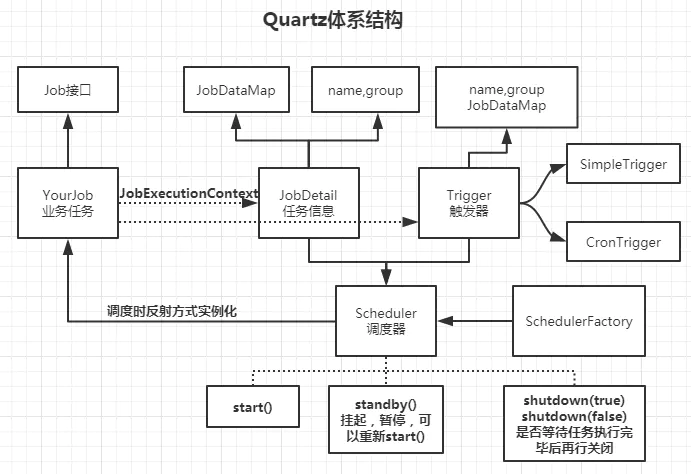 Quartz体系结构
Job接口
JobDataMap
name,group
name,group
JobDataMap
YourJob
业务任务
JobExecutionContext
JobDetail
任务信息
Trigger
触发器
SimpleTrigger
CronTrigger
调度时反射方式实例化
Scheduler
调度器
SchedulerFactory
start()
standby()
挂起，暂停，可
以重新start()
shutdown(true)
shutdown(false)
是否等待任务执行完
毕后再行关闭